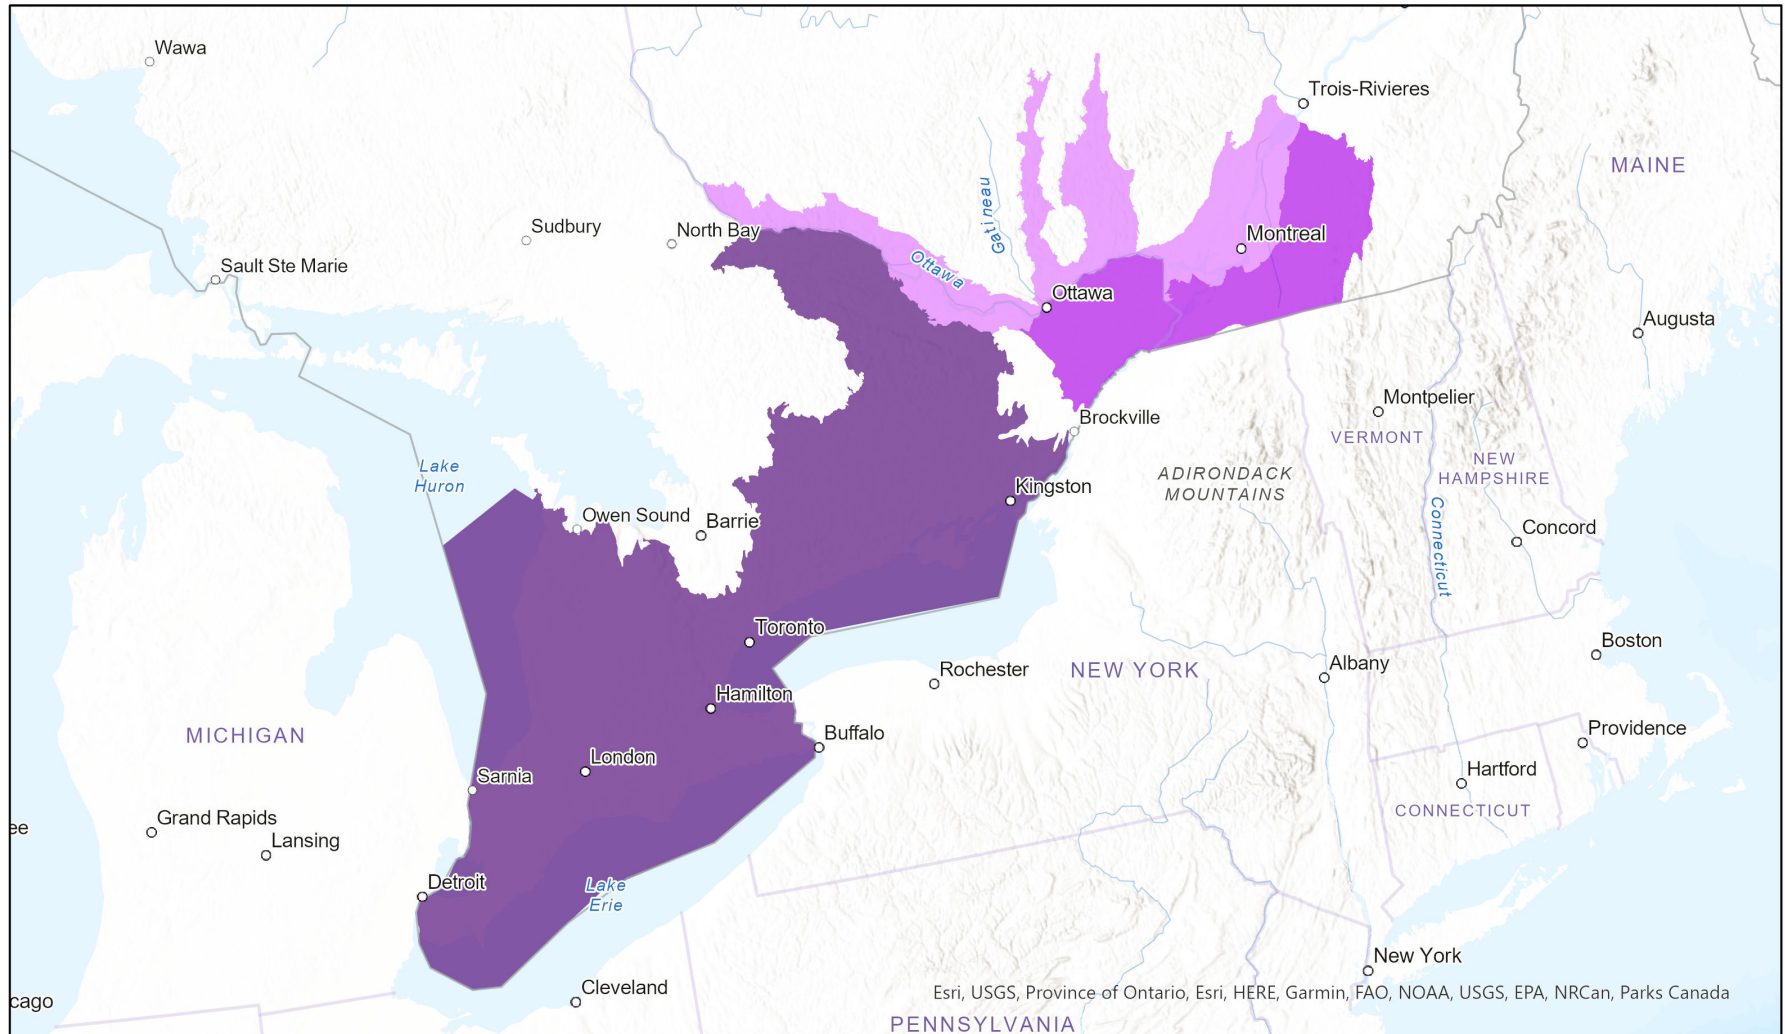 Wawa
Trois-Rivieres
MAINE
Gatineau
Sudbury
North Bay
Montreal
Sault Ste Marie
Ottawa
Ottawa
Augusta
Montpelier
Brockville
VERMONT
Lake
Huron
ADIRONDACK
MOUNTAINS
NEW
HAMPSHIRE
Kingston
Owen Sound
Barrie
Connecticut
Concord
Toronto
Boston
Rochester
NEW YORK
Albany
Hamilton
MICHIGAN
Buffalo
Providence
London
Sarnia
Hartford
CONNECTICUT
Grand Rapids
ee
Lansing
Detroit
Lake
Erie
New York
Cleveland
cago
Esri, USGS, Province of Ontario, Esri, HERE, Garmin, FAO, NOAA, USGS, EPA, NRCan, Parks Canada
PENNSYLVANIA